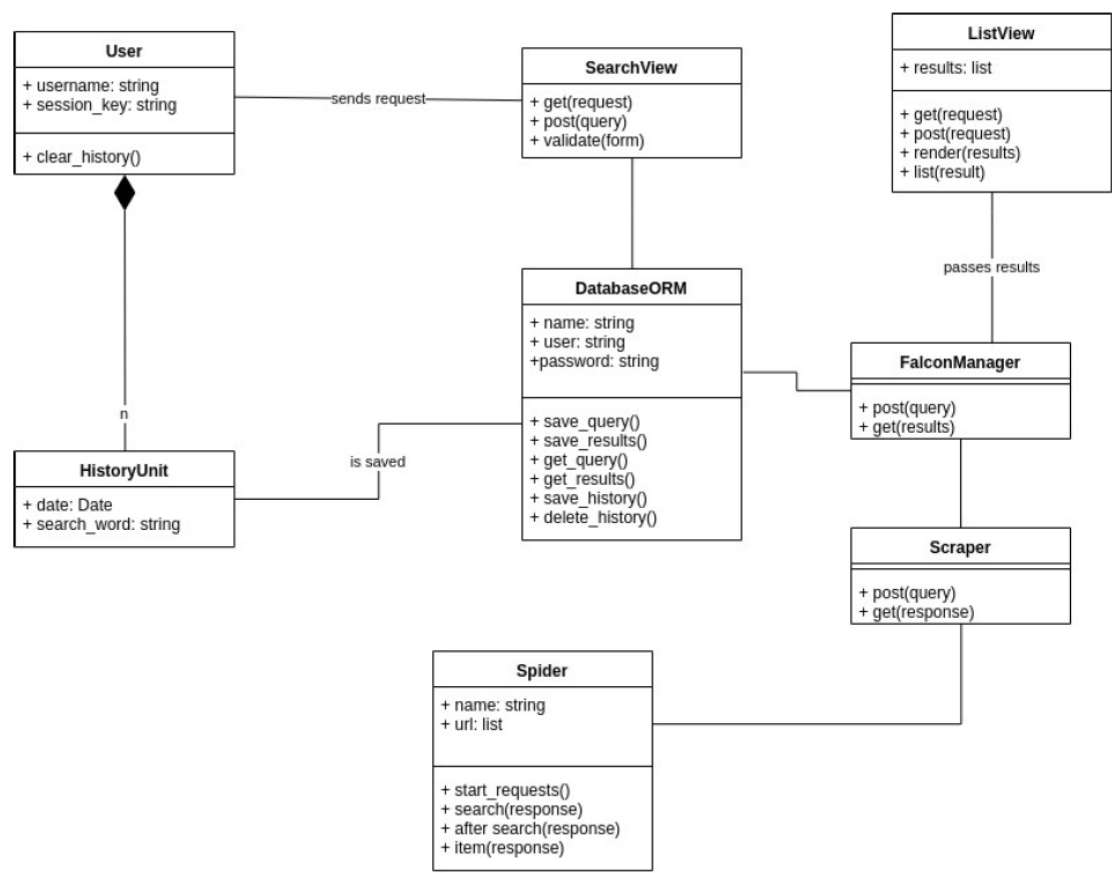 User
+ username: string
+ session_key: string
+ clear_history()
sends request
SearchView
+ get(request)
+ post(query)
+ validate(form)
ListView
+ results: list
+ get(request)
+ post(request)
+ render(results)
+ list(result)
passes results
DatabaseORM
+ name: string
+ user: string
+password: string
+ save_query()
+ save_results()
+ get_query()
+ get_results()
+ save_history()
+ delete_history()
FalconManager
+ post(query)
+ get(results)
n
is saved
HistoryUnit
+ date: Date
+ search_word: string
Scraper
+ post(query)
+ get(response)
Spider
+ name: string
+ url: list
+ start_requests()
+ search(response)
+ after search(response)
+ item(response)